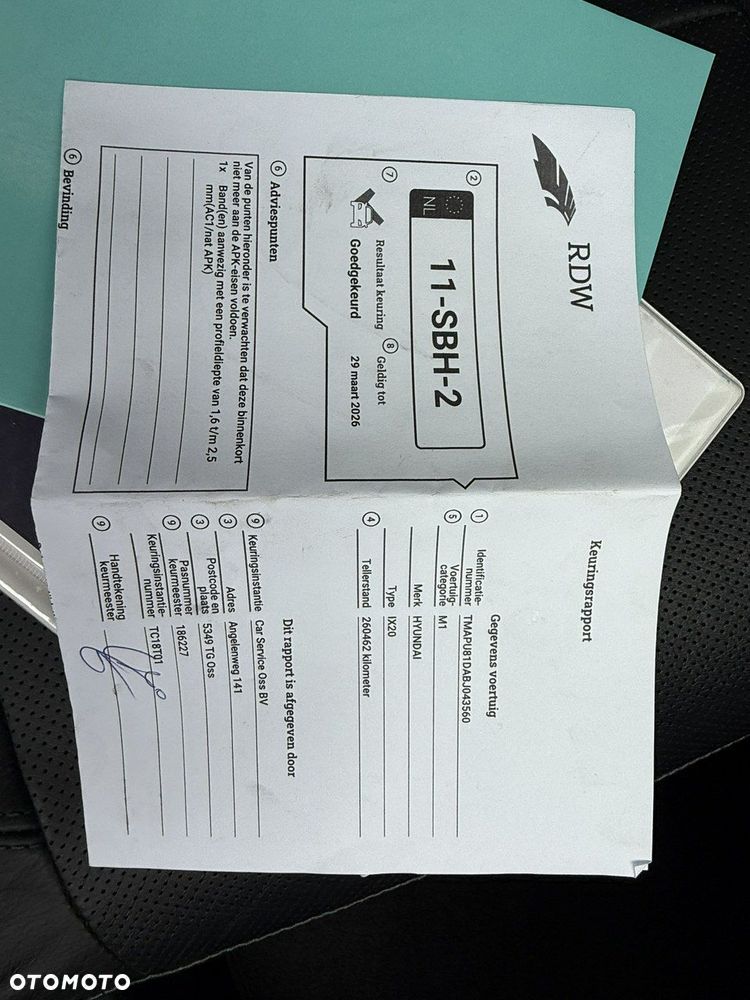 RDW
Keuringsrapport
2
NL
11-SBH-2
7 Resultaat keuring
Goedgekeurd
8 Geldig tot
29 maart 2026
6 Adviespunten
Van de punten hieronder is te verwachten dat deze binnenkort
niet meer aan de APK-eisen voldoen.
1x Band(en) aanwezig met een profieldiepte van 1,6 t/m 2,5
mm(AC1/nat APK)
6 Bevinding
Gegevens voertuig
1 Identificatie-
nummer TMAPU81DABJ043560
5 Voertuig-
categorie M1
Merk HYUNDAI
Type IX20
4 Tellerstand 260462 kilometer
Dit rapport is afgegeven door
9 Keuringsinstantie Car Service Oss BV
3 Adres Angelenweg 141
3 Postcode en
plaats 5349 TG Oss
9 Pasnummer
keurmeester 186227
Keuringsinstantie-
nummer TC18T01
9 Handtekening
keurmeester
OTOMOTO